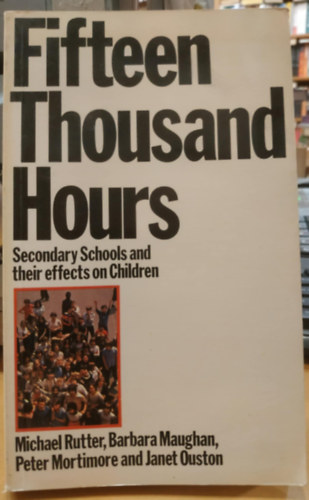 Fifteen
Thousand
Hours
Secondary Schools and
their effects on Children
Michael Rutter, Barbara Maughan,
Peter Mortimore and Janet Ouston